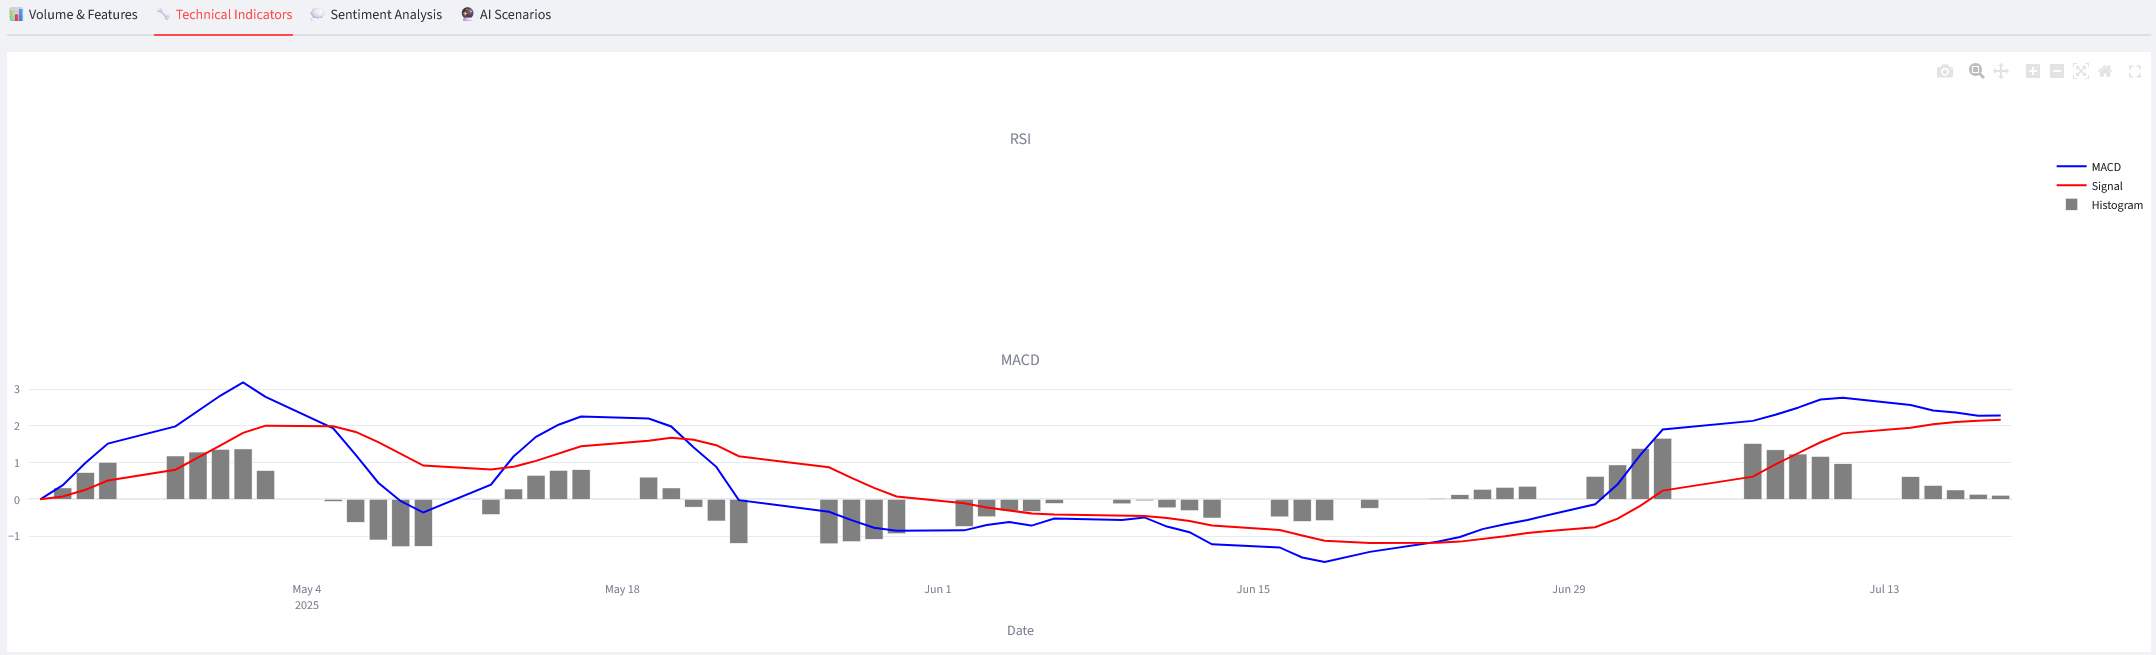 Volume & Features
Technical Indicators
Sentiment Analysis
AI Scenarios
RSI
MACD
Signal
Histogram
MACD
3
2
1
0
−1
May 4
2025
May 18
Jun 1
Jun 15
Jun 29
Jul 13
Date